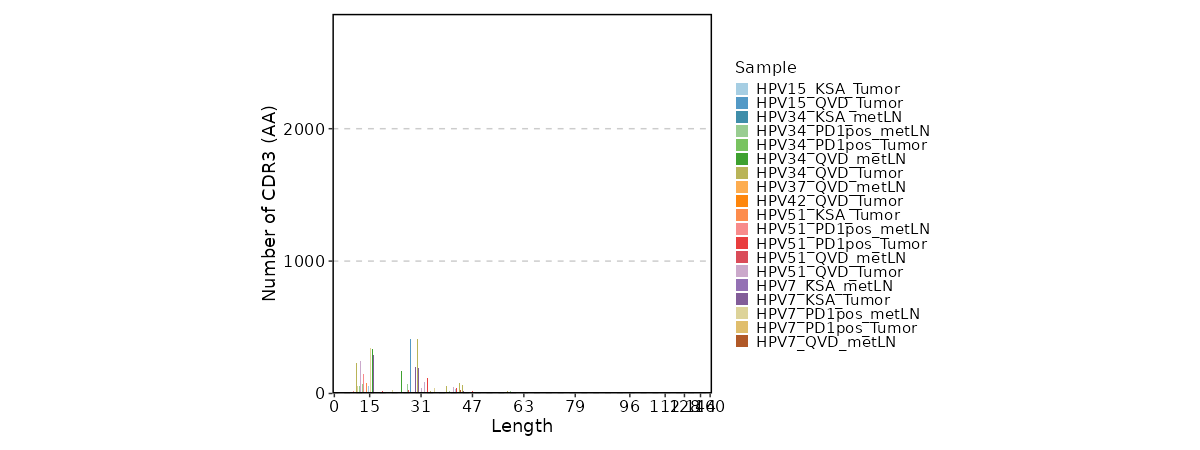 Number of CDR3 (AA)
2000
1000
0
0 15 31 47 63 79 96
Length
Sample
HPV15_KSA_Tumor
HPV15_QVD_Tumor
HPV34_KSA_metLN
HPV34_PD1pos_metLN
HPV34_PD1pos_Tumor
HPV34_QVD_metLN
HPV34_QVD_Tumor
HPV37_QVD_metLN
HPV42_QVD_Tumor
HPV51_KSA_Tumor
HPV51_PD1pos_metLN
HPV51_PD1pos_Tumor
HPV51_QVD_metLN
HPV51_QVD_Tumor
HPV7_KSA_metLN
HPV7_KSA_Tumor
HPV7_PD1pos_metLN
HPV7_PD1pos_Tumor
HPV7_QVD_metLN